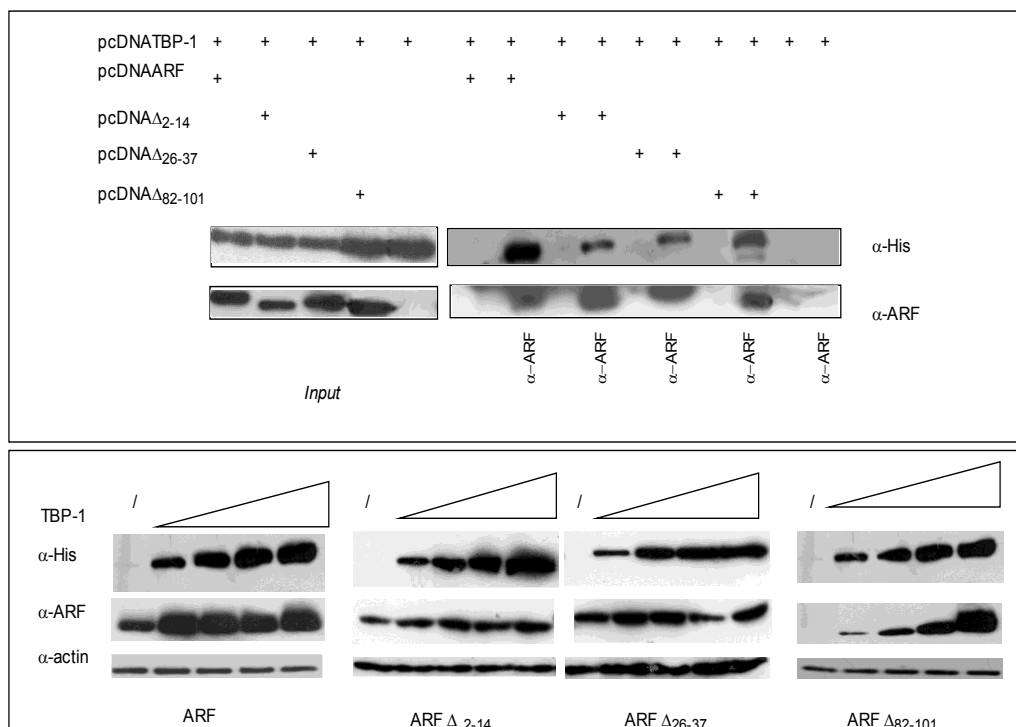 pcDNATBP-1 + + + + + + + + + + + + + + +
pcDNAARF + + +
pcDNAΔ2-14 + + +
pcDNAΔ26-37 + + +
pcDNAΔ82-101 + + +
α-His
α-ARF
α-ARF α-ARF α-ARF α-ARF α-ARF
Input
/ / / /
TBP-1
α-His
α-ARF
α-actin
ARF ARF Δ 2-14 ARF Δ26-37 ARF Δ82-101